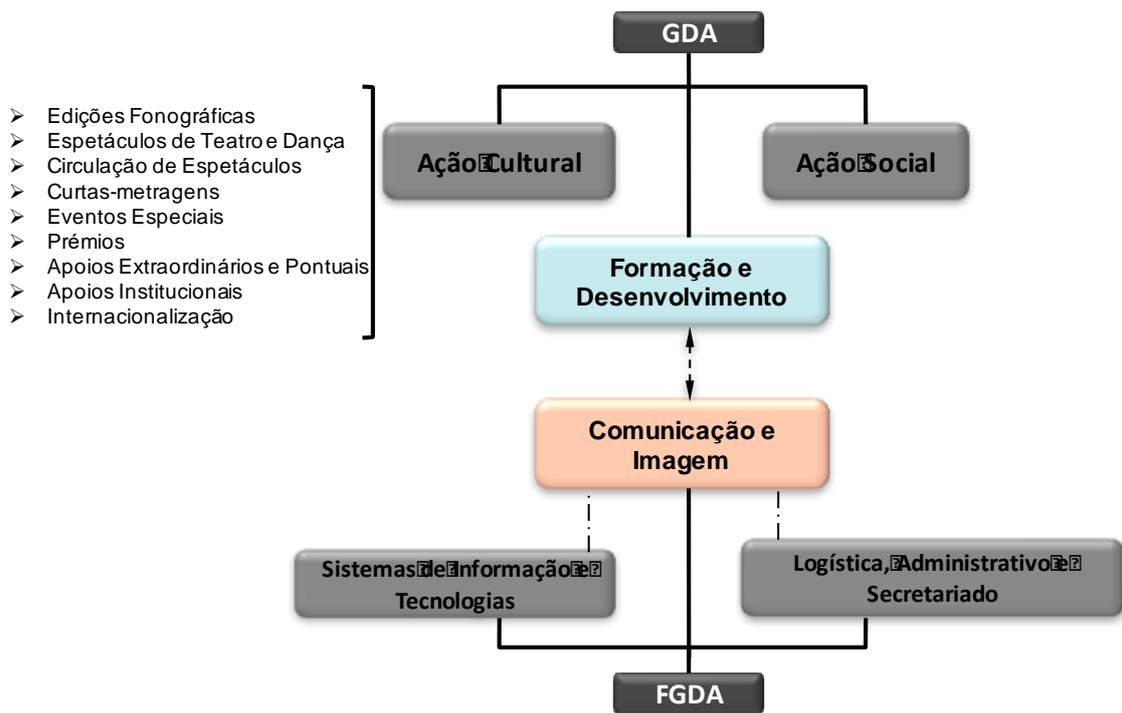 GDA
Edições Fonográficas
Espetáculos de Teatro e Dança
Circulação de Espetáculos
Curtas-metragens
Eventos Especiais
Prémios
Apoios Extraordinários e Pontuais
Apoios Institucionais
Internacionalização
Ação Cultural
Ação Social
Formação e
Desenvolvimento
Comunicação e
Imagem
Sistemas de Informação e
Tecnologias
Logística, Administrativo e
Secretariado
FGDA